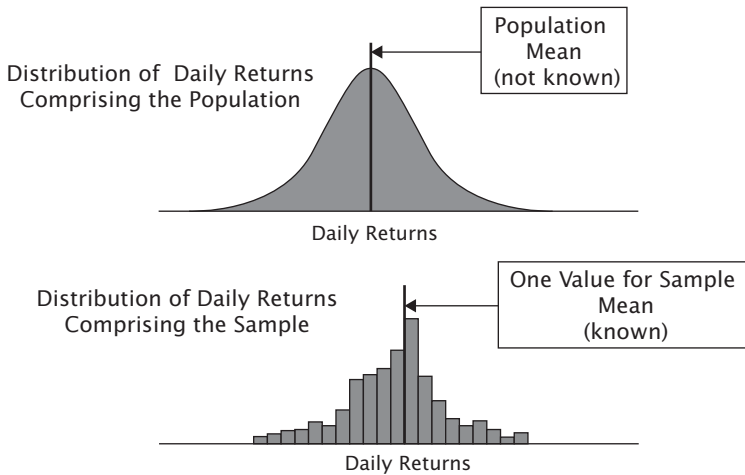 Population
Mean
(not known)
Distribution of Daily Returns
Comprising the Population
Daily Returns
One Value for Sample
Mean
(known)
Distribution of Daily Returns
Comprising the Sample
Daily Returns